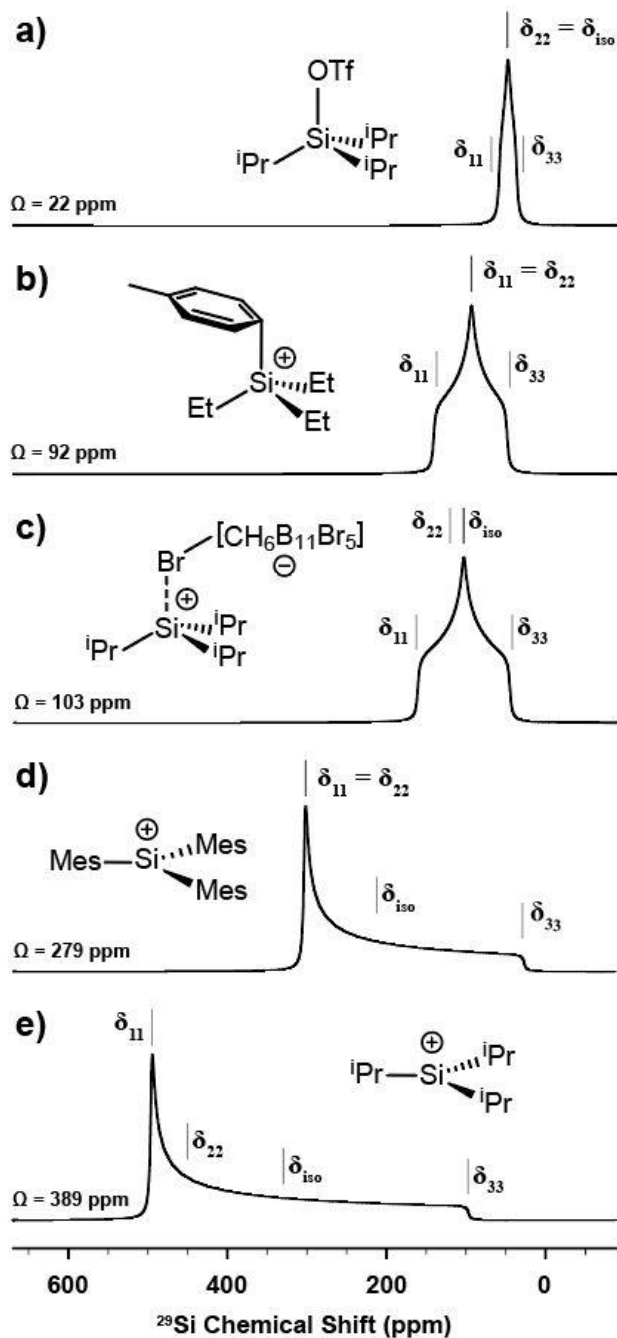 a)
δ₂₂ = δᵢₛₒ
OTf
Si
ⁱPr
ⁱPr
ⁱPr
δ₁₁
δ₃₃
Ω = 22 ppm
b)
δ₁₁ = δ₂₂
⊕
Si
Et
Et
Et
δ₁₁
δ₃₃
Ω = 92 ppm
c)
Br
[CH₆B₁₁Br₅]
⊖
⊕
Si
ⁱPr
ⁱPr
ⁱPr
δ₂₂
δᵢₛₒ
δ₁₁
δ₃₃
Ω = 103 ppm
d)
δ₁₁ = δ₂₂
⊕
Mes
Si
Mes
Mes
δᵢₛₒ
δ₃₃
Ω = 279 ppm
e)
δ₁₁
⊕
ⁱPr
Si
ⁱPr
ⁱPr
δ₂₂
δᵢₛₒ
δ₃₃
Ω = 389 ppm
600 400 200 0
²⁹Si Chemical Shift (ppm)